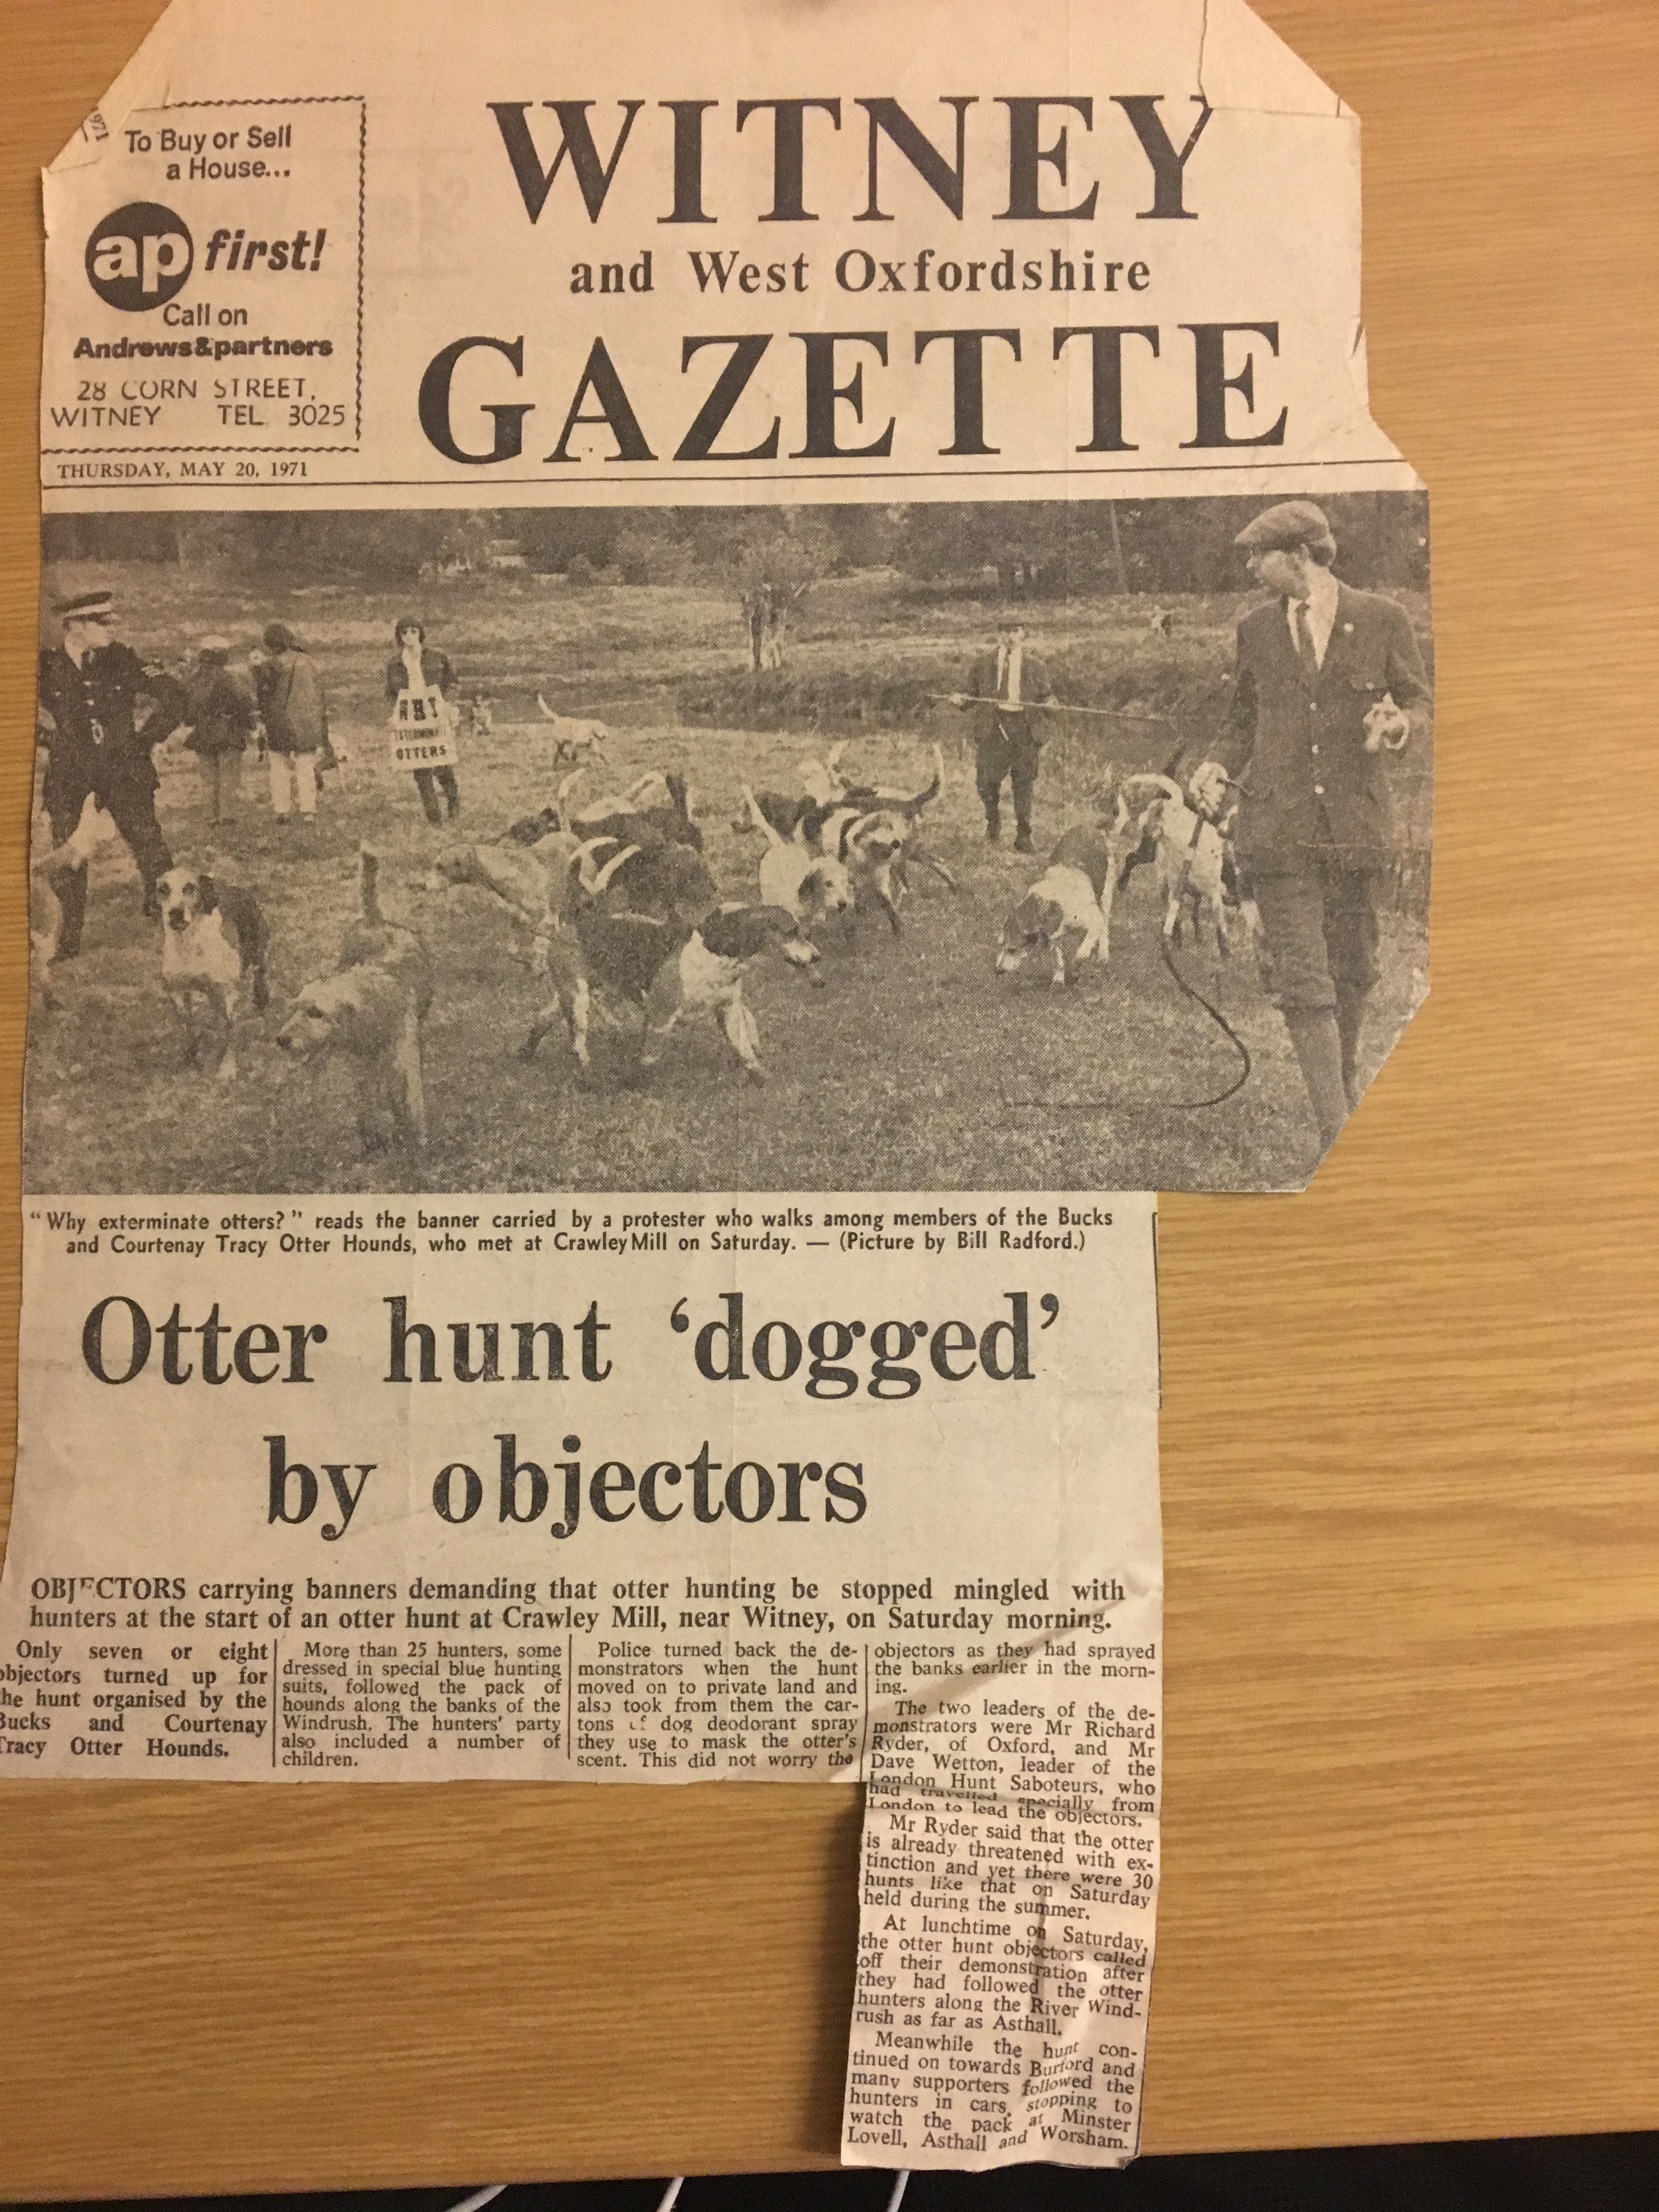 1971
To Buy or Sell
a House...
ap first!
Call on
Andrews&partners
28 CORN STREET,
WITNEY TEL. 3025
THURSDAY, MAY 20, 1971
WITNEY
and West Oxfordshire
GAZETTE
OTTERS
"Why exterminate otters?" reads the banner carried by a protester who walks among members of the Bucks
and Courtenay Tracy Otter Hounds, who met at Crawley Mill on Saturday. — (Picture by Bill Radford.)
Otter hunt 'dogged'
by objectors
OBJECTORS carrying banners demanding that otter hunting be stopped mingled with
hunters at the start of an otter hunt at Crawley Mill, near Witney, on Saturday morning.
Only seven or eight
objectors turned up for
the hunt organised by the
Bucks and Courtenay
Tracy Otter Hounds.
More than 25 hunters, some
dressed in special blue hunting
suits, followed the pack of
hounds along the banks of the
Windrush. The hunters' party
also included a number of
children.
Police turned back the de-
monstrators when the hunt
moved on to private land and
also took from them the car-
tons of dog deodorant spray
they use to mask the otter's
scent. This did not worry the
objectors as they had sprayed
the banks earlier in the morn-
ing.
The two leaders of the de-
monstrators were Mr Richard
Ryder, of Oxford, and Mr
Dave Wetton, leader of the
London Hunt Saboteurs, who
had travelled specially from
London to lead the objectors.
Mr Ryder said that the otter
is already threatened with ex-
tinction and yet there were 30
hunts like that on Saturday
held during the summer.
At lunchtime on Saturday,
the otter hunt objectors called
off their demonstration after
they had followed the otter
hunters along the River Wind-
rush as far as Asthall.
Meanwhile the hunt con-
tinued on towards Burford and
many supporters followed the
hunters in cars, stopping to
watch the pack at Minster
Lovell, Asthall and Worsham.